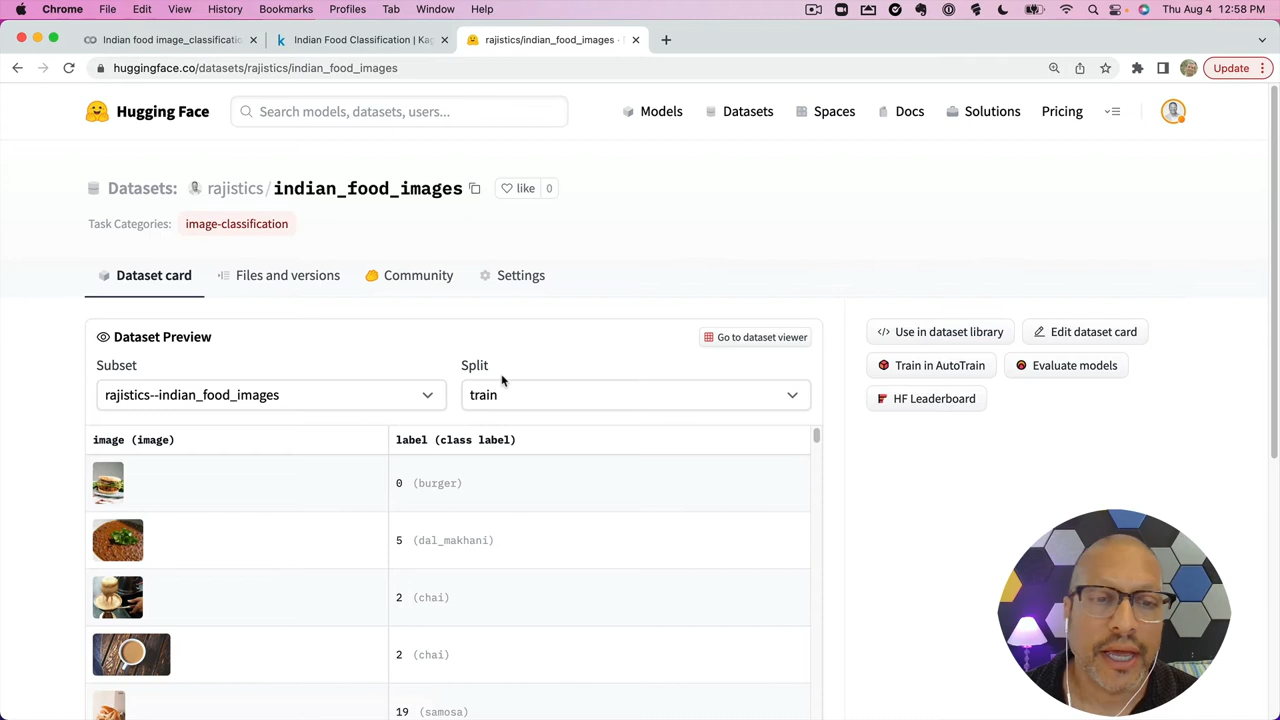 Chrome File Edit View History Bookmarks Profiles Tab Window Help Thu Aug 4 12:58 PM
Indian food image_classificatio Indian Food Classification | Kag rajistics/indian_food_images ·
huggingface.co/datasets/rajistics/indian_food_images Update
Hugging Face Search models, datasets, users... Models Datasets Spaces Docs Solutions Pricing
Datasets: rajistics/indian_food_images like 0
Task Categories: image-classification
Dataset card Files and versions Community Settings
Dataset Preview Go to dataset viewer
Subset Split
rajistics--indian_food_images train
image (image) label (class label)
0 (burger)
5 (dal_makhani)
2 (chai)
2 (chai)
19 (samosa)
</> Use in dataset library Edit dataset card
Train in AutoTrain Evaluate models
HF Leaderboard